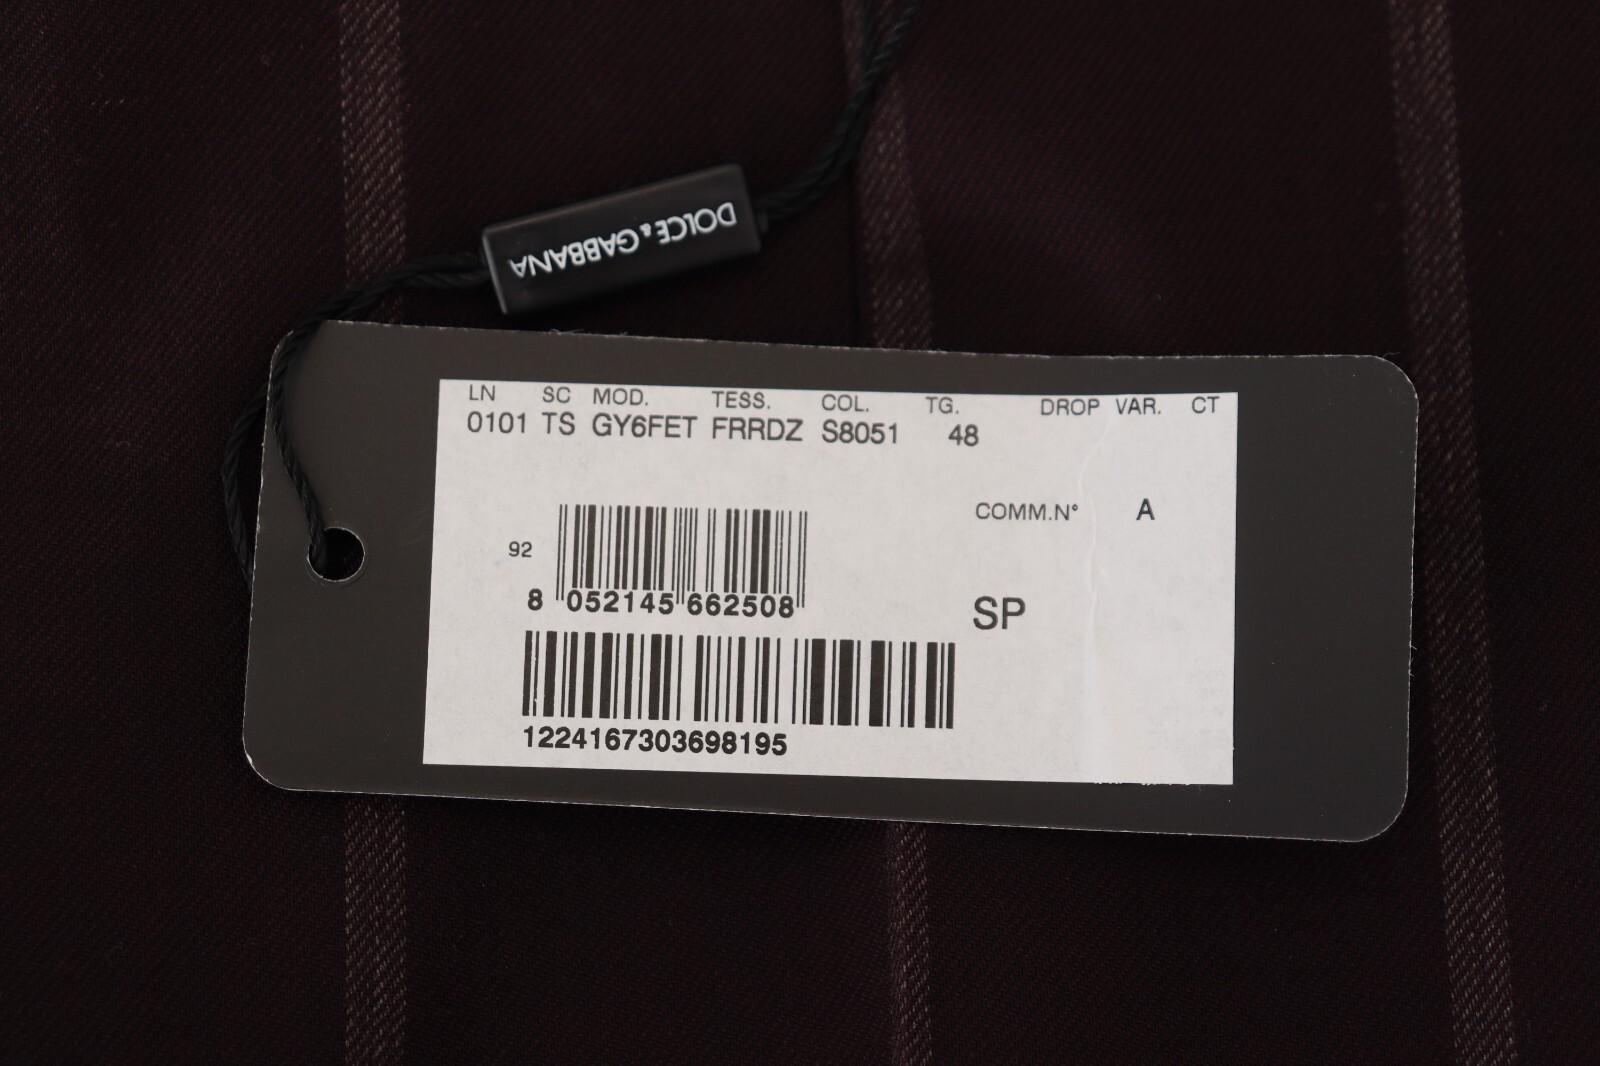 DOLCE & GABBANA
LN SC MOD. TESS. COL. TG. DROP VAR. CT
0101 TS GY6FET FRRDZ S8051 48
COMM.N° A
92
8 052145 662508
SP
1224167303698195